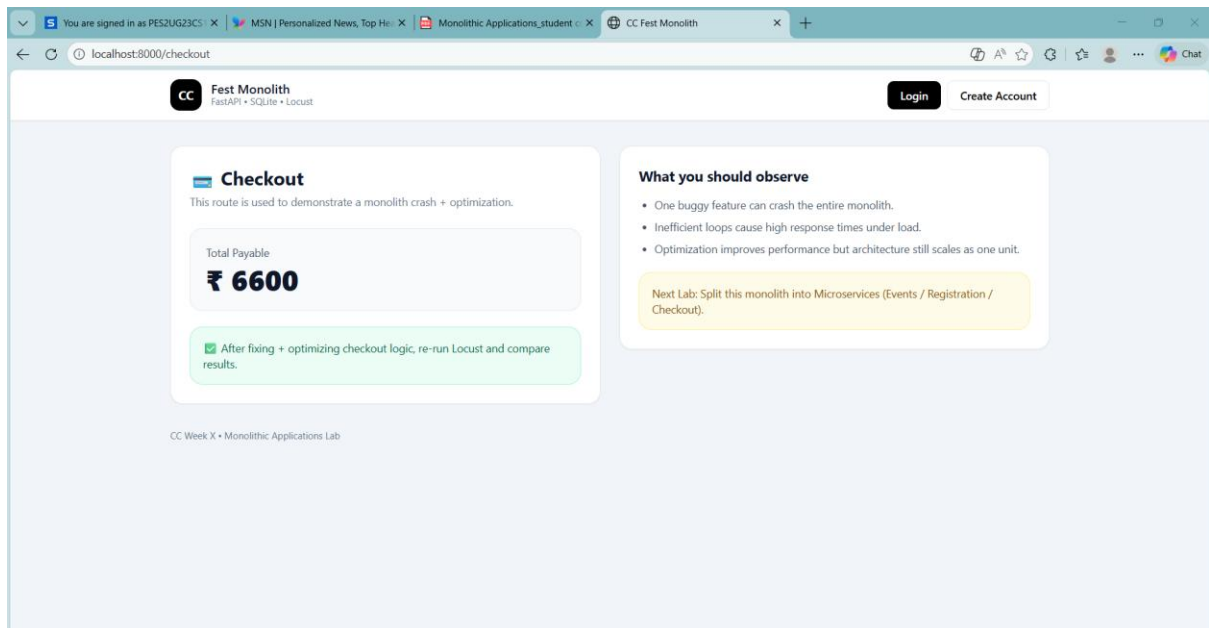 You are signed in as PES2UG23CS
MSN | Personalized News, Top He
Monolithic Applications_student c
CC Fest Monolith
localhost:8000/checkout
Chat
CC
Fest Monolith
FastAPI • SQLite • Locust
Login
Create Account
Checkout
This route is used to demonstrate a monolith crash + optimization.
Total Payable
₹ 6600
✅ After fixing + optimizing checkout logic, re-run Locust and compare
results.
What you should observe
• One buggy feature can crash the entire monolith.
• Inefficient loops cause high response times under load.
• Optimization improves performance but architecture still scales as one unit.
Next Lab: Split this monolith into Microservices (Events / Registration /
Checkout).
CC Week X • Monolithic Applications Lab